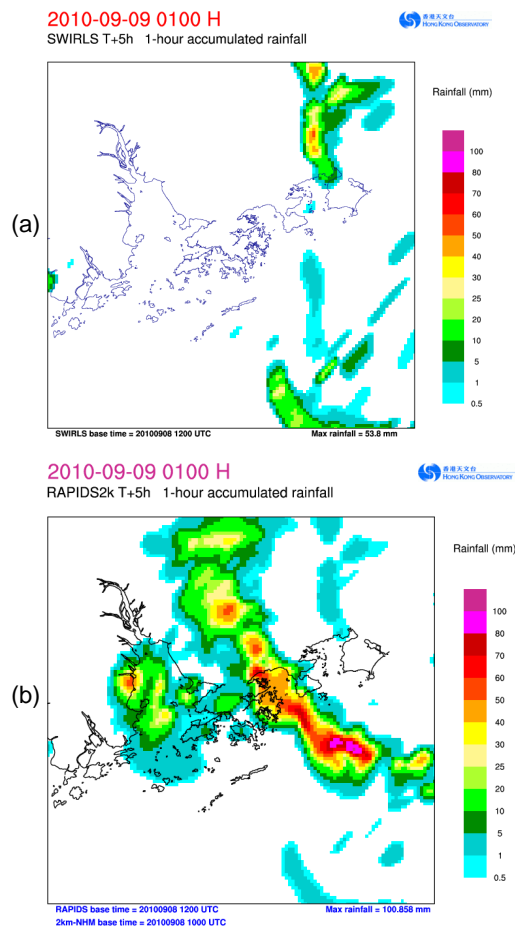 2010-09-09 0100 H
SWIRLS T+5h 1-hour accumulated rainfall
香港天文台
HONG KONG OBSERVATORY
Rainfall (mm)
100
80
70
60
50
40
30
25
20
10
5
1
0.5
(a)
SWIRLS base time = 20100908 1200 UTC
Max rainfall = 53.8 mm
2010-09-09 0100 H
RAPIDS2k T+5h 1-hour accumulated rainfall
香港天文台
HONG KONG OBSERVATORY
Rainfall (mm)
100
80
70
60
50
40
30
25
20
10
5
1
0.5
(b)
RAPIDS base time = 20100908 1200 UTC
Max rainfall = 100.858 mm
2km-NHM base time = 20100908 1000 UTC